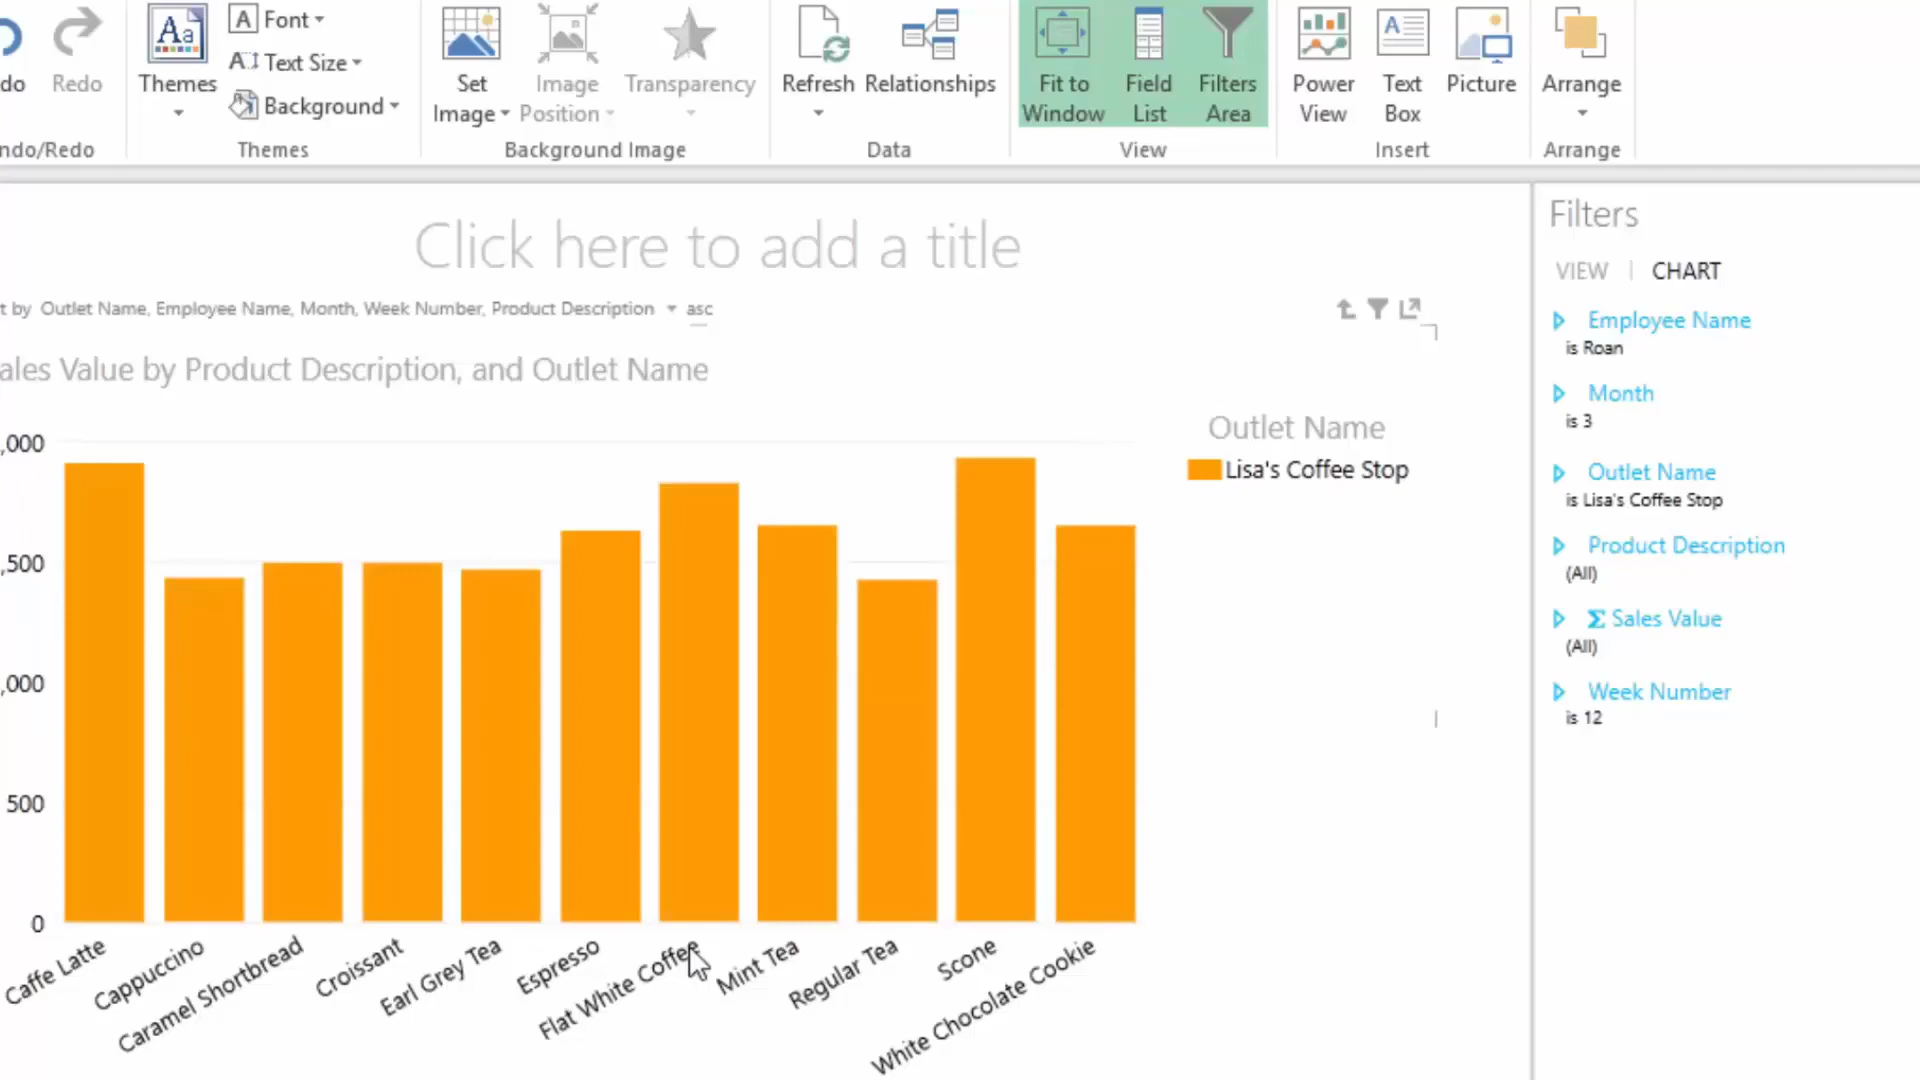 do
Redo
Themes
Font
Text Size
Background
Set
Image
Image
Position
Transparency
Refresh
Relationships
Fit to
Window
Field
List
Filters
Area
Power
View
Text
Box
Picture
Arrange
ndo/Redo
Themes
Background Image
Data
View
Insert
Arrange
Click here to add a title
t by Outlet Name, Employee Name, Month, Week Number, Product Description asc
ales Value by Product Description, and Outlet Name
Outlet Name
Lisa's Coffee Stop
,000
,500
,000
500
0
Caffe Latte
Cappuccino
Caramel Shortbread
Croissant
Earl Grey Tea
Espresso
Flat White Coffee
Mint Tea
Regular Tea
Scone
White Chocolate Cookie
Filters
VIEW | CHART
Employee Name
is Roan
Month
is 3
Outlet Name
is Lisa's Coffee Stop
Product Description
(All)
Σ Sales Value
(All)
Week Number
is 12